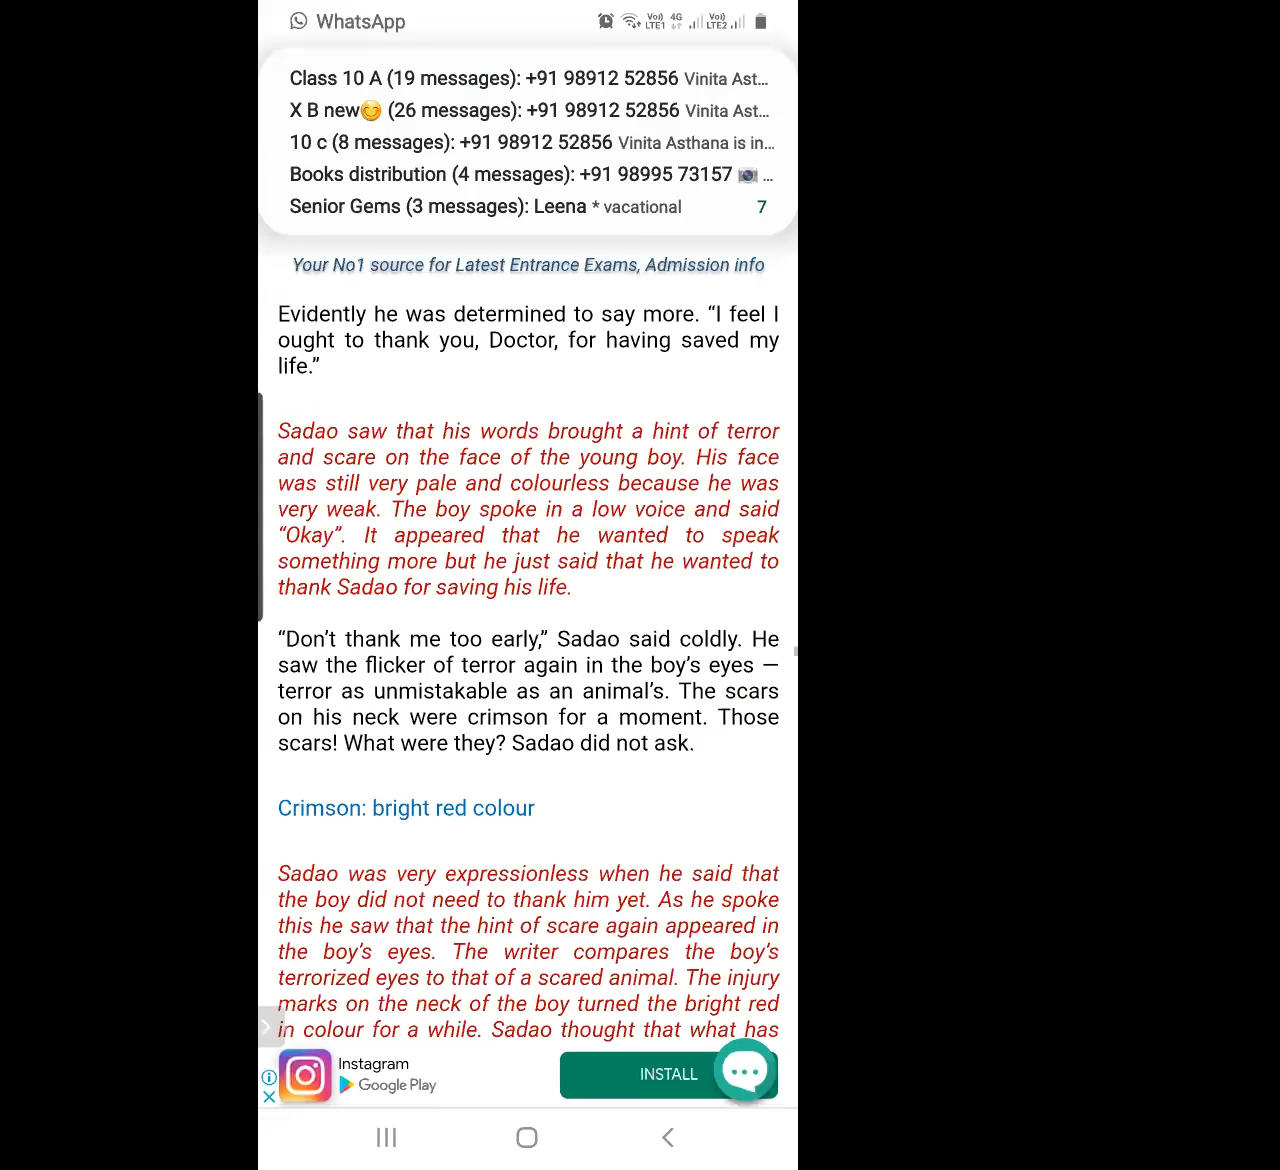 WhatsApp Vo) LTE1 4G Vo) LTE2
Class 10 A (19 messages): +91 98912 52856 Vinita Ast...
X B new😊 (26 messages): +91 98912 52856 Vinita Ast...
10 c (8 messages): +91 98912 52856 Vinita Asthana is in...
Books distribution (4 messages): +91 98995 73157 📷 ...
Senior Gems (3 messages): Leena * vacational 7
Your No1 source for Latest Entrance Exams, Admission info
Evidently he was determined to say more. “I feel I
ought to thank you, Doctor, for having saved my
life.”
Sadao saw that his words brought a hint of terror
and scare on the face of the young boy. His face
was still very pale and colourless because he was
very weak. The boy spoke in a low voice and said
“Okay”. It appeared that he wanted to speak
something more but he just said that he wanted to
thank Sadao for saving his life.
“Don’t thank me too early,” Sadao said coldly. He
saw the flicker of terror again in the boy’s eyes —
terror as unmistakable as an animal’s. The scars
on his neck were crimson for a moment. Those
scars! What were they? Sadao did not ask.
Crimson: bright red colour
Sadao was very expressionless when he said that
the boy did not need to thank him yet. As he spoke
this he saw that the hint of scare again appeared in
the boy’s eyes. The writer compares the boy’s
terrorized eyes to that of a scared animal. The injury
marks on the neck of the boy turned the bright red
in colour for a while. Sadao thought that what has
Instagram
Google Play
INSTALL